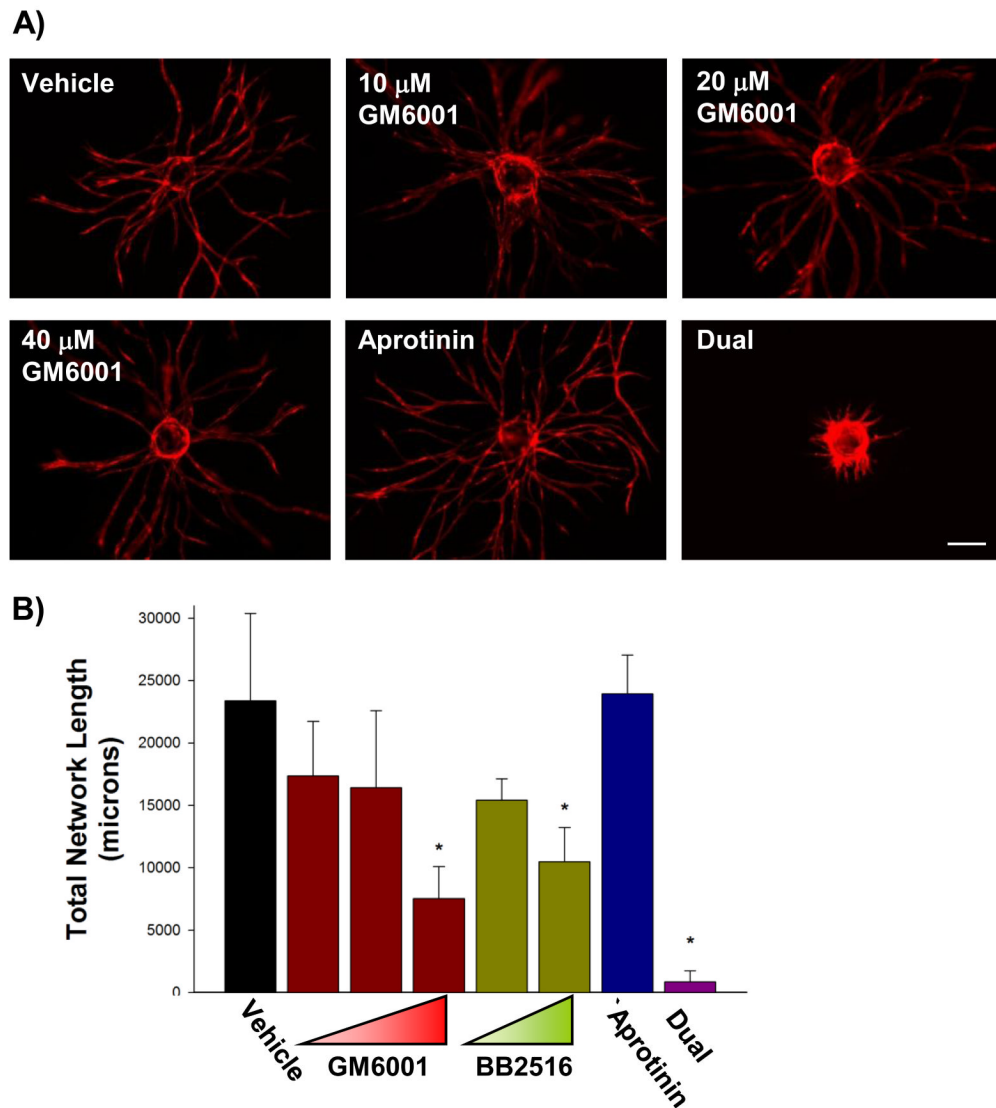 A)
Vehicle
10 μM
GM6001
20 μM
GM6001
40 μM
GM6001
Aprotinin
Dual
B)
Total Network Length
(microns)
30000
25000
20000
15000
10000
5000
0
*
*
*
Vehicle
GM6001
BB2516
`Aprotinin
Dual